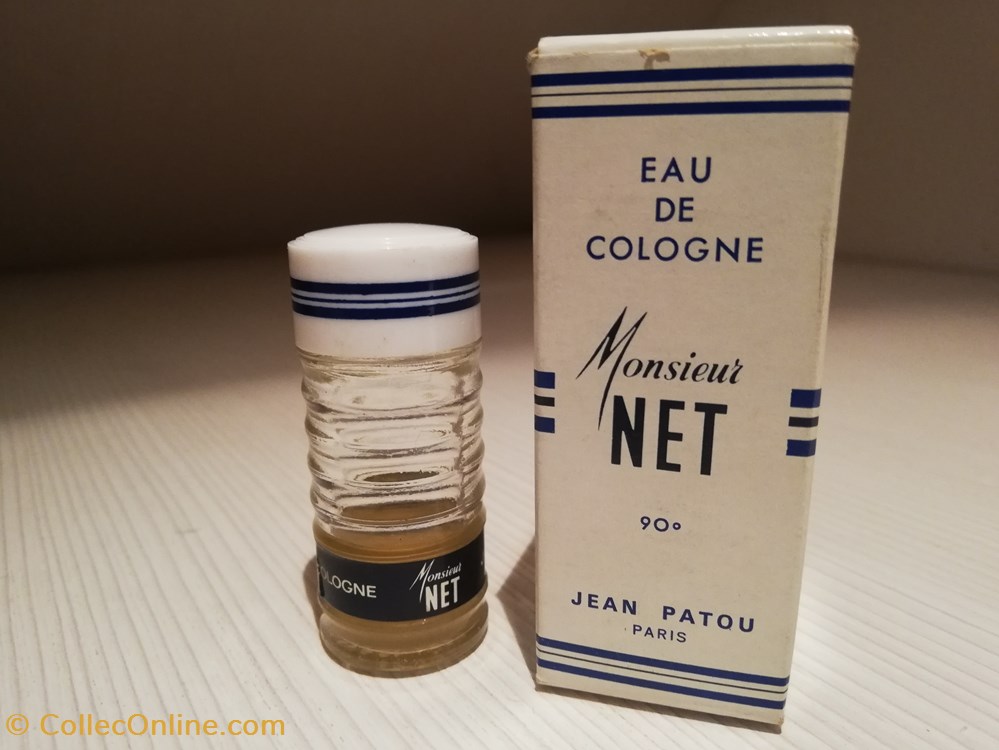 EAU
DE
COLOGNE
Monsieur
NET
90°
JEAN PATOU
PARIS
COLOGNE
Monsieur
NET
© CollecOnline.com